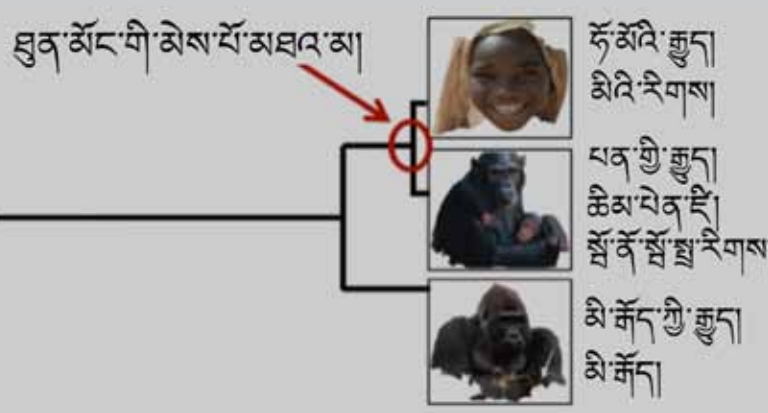 ཐུན་མོང་གི་མེས་པོ་མཐའ་མ།
ཧོ་མོའི་རྒྱུད།
མིའི་རིགས།
པན་གྱི་རྒྱུད།
ཆིམ་པེན་ཛི།
སྦོ་ནོ་སྦོ་སྤྲ་རིགས
མི་རྒོད་ཀྱི་རྒྱུད།
མི་རྒོད།